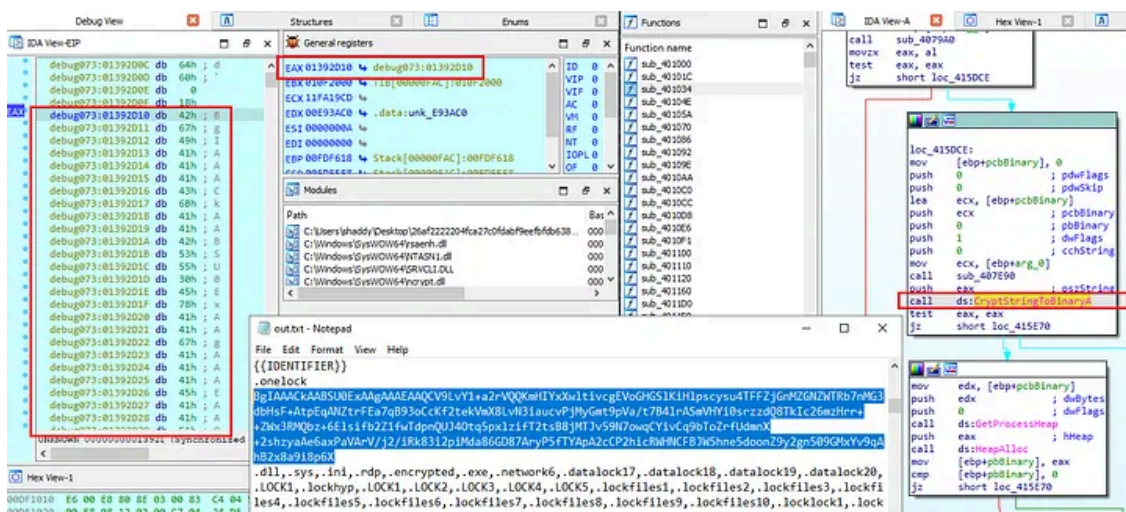 Debug View
Structures
Enums
IDA View-EIP
debug073:01392D0C db 64h ; d
debug073:01392D0D db 60h ; `
debug073:01392D0E db 0
debug073:01392D0F db 18h
debug073:01392D10 db 42h ; B
debug073:01392D11 db 67h ; g
debug073:01392D12 db 49h ; I
debug073:01392D13 db 41h ; A
debug073:01392D14 db 41h ; A
debug073:01392D15 db 41h ; A
debug073:01392D16 db 43h ; C
debug073:01392D17 db 6Bh ; k
debug073:01392D18 db 41h ; A
debug073:01392D19 db 41h ; A
debug073:01392D1A db 42h ; B
debug073:01392D1B db 53h ; S
debug073:01392D1C db 55h ; U
debug073:01392D1D db 30h ; 0
debug073:01392D1E db 45h ; E
debug073:01392D1F db 78h ; x
debug073:01392D20 db 41h ; A
debug073:01392D21 db 41h ; A
debug073:01392D22 db 67h ; g
debug073:01392D23 db 41h ; A
debug073:01392D24 db 41h ; A
debug073:01392D25 db 41h ; A
debug073:01392D26 db 45h ; E
debug073:01392D27 db 41h ; A
debug073:01392D28 db 41h ; A
(Synchronized
Hex View-1
General registers
EAX 01392D10 debug073:01392D10
EBX 010F2000 TIB[00000FAC]:010F2000
ECX 11FA19CD
EDX 00E93AC0 .data:unk_E93AC0
ESI 0000000A
EDI 00000000
EBP 00FDF618 Stack[00000FAC]:00FDF618
ID 0
VIP 0
VIF 0
AC 0
VM 0
RF 0
NT 0
IOPL 0
OF 0
Modules
Path
C:\Windows\SysWOW64\rsaenh.dll
C:\Windows\SysWOW64\NTASN1.dll
C:\Windows\SysWOW64\SRVCLI.DLL
C:\Windows\SysWOW64\ncrypt.dll
Functions
Function name
sub_401000
sub_40101C
sub_401034
sub_40104E
sub_40105A
sub_401070
sub_401086
sub_401092
sub_40109E
sub_4010AA
sub_4010C0
sub_4010CC
sub_4010D8
sub_4010E6
sub_4010F1
sub_401100
sub_401110
sub_401120
sub_401160
sub_4011D0
IDA View-A
Hex View-1
call sub_4079A0
movzx eax, al
test eax, eax
jz short loc_415DCE
loc_415DCE:
mov [ebp+pcbBinary], 0
push 0 ; pdwFlags
push 0 ; pdwSkip
lea ecx, [ebp+pcbBinary]
push ecx ; pcbBinary
push 0 ; pbBinary
push 1 ; dwFlags
push 0 ; cchString
mov ecx, [ebp+arg_0]
call sub_407E90
push eax ; pszString
call ds:CryptStringToBinaryA
test eax, eax
jz short loc_415E70
mov edx, [ebp+pcbBinary]
push edx ; dwBytes
push 0 ; dwFlags
call ds:GetProcessHeap
push eax ; hHeap
call ds:HeapAlloc
mov [ebp+pbBinary], eax
cmp [ebp+pbBinary], 0
jz short loc_415E70
out.txt - Notepad
File Edit Format View Help
{{IDENTIFIER}}
.onelock
hB2x8a9i8p6X
.dll,.sys,.ini,.rdp,.encrypted,.exe,.network6,.datalock17,.datalock18,.datalock19,.datalock20,
.LOCK1,.lockhyp,.LOCK1,.LOCK2,.LOCK3,.LOCK4,.LOCK5,.lockfiles1,.lockfiles2,.lockfiles3,.lockfi
les4,.lockfiles5,.lockfiles6,.lockfiles7,.lockfiles8,.lockfiles9,.lockfiles10,.locklock1,.lock